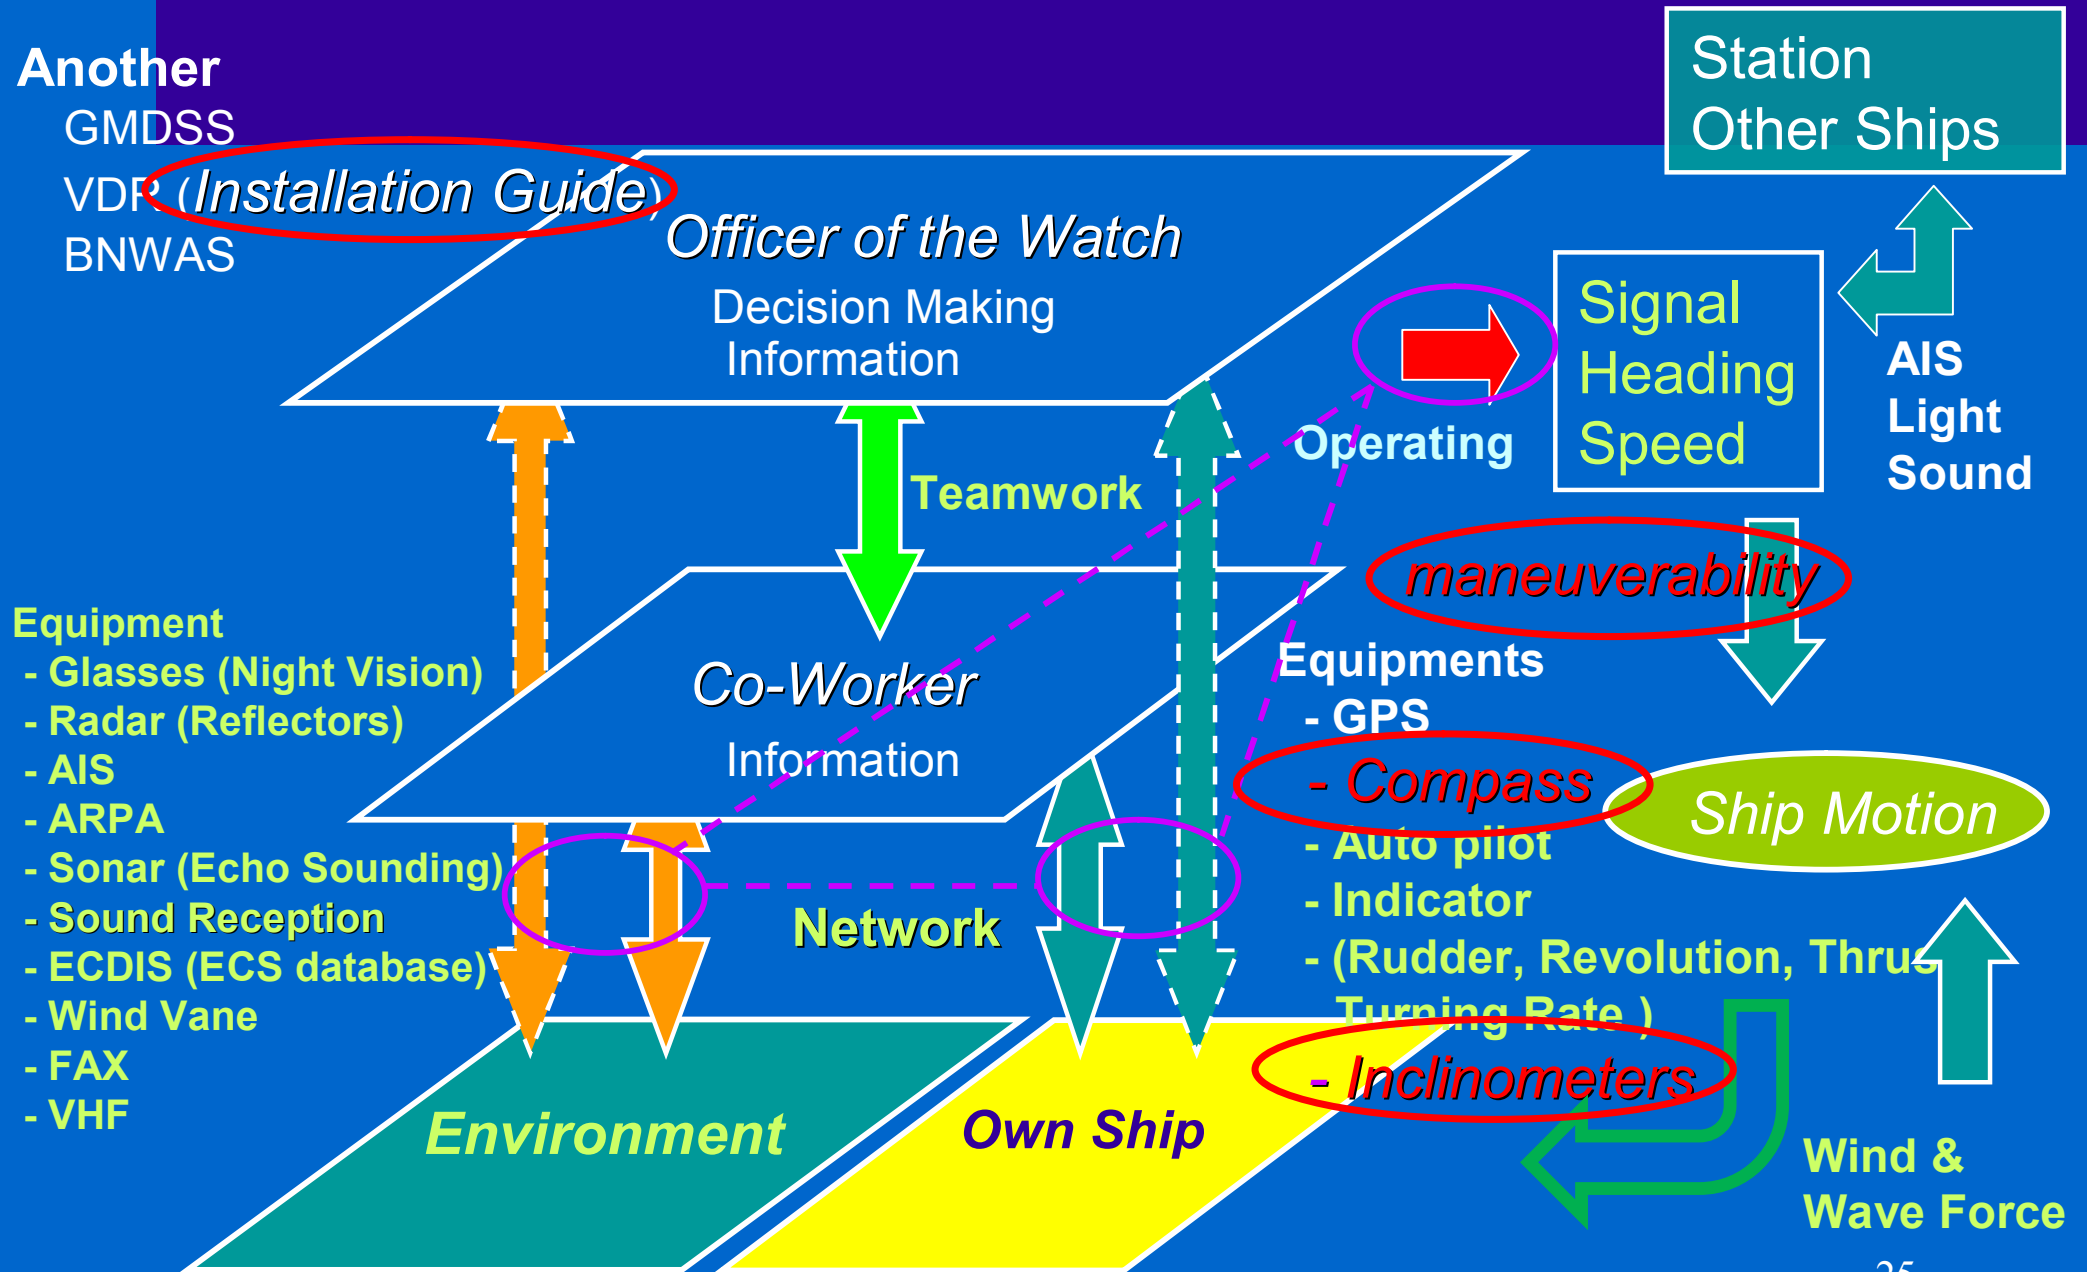 Another
GMDSS
VDR (Installation Guide)
BNWAS
Station
Other Ships
Officer of the Watch
Decision Making
Information
Signal
Heading
Speed
AIS
Light
Sound
Operating
Teamwork
maneuverability
Equipment
- Glasses (Night Vision)
- Radar (Reflectors)
- AIS
- ARPA
- Sonar (Echo Sounding)
- Sound Reception
- ECDIS (ECS database)
- Wind Vane
- FAX
- VHF
Co-Worker
Information
Equipments
- GPS
- Compass
- Auto pilot
- Indicator
- (Rudder, Revolution, Thrus
Turning Rate )
- Inclinometers
Ship Motion
Network
Environment
Own Ship
Wind &
Wave Force
25